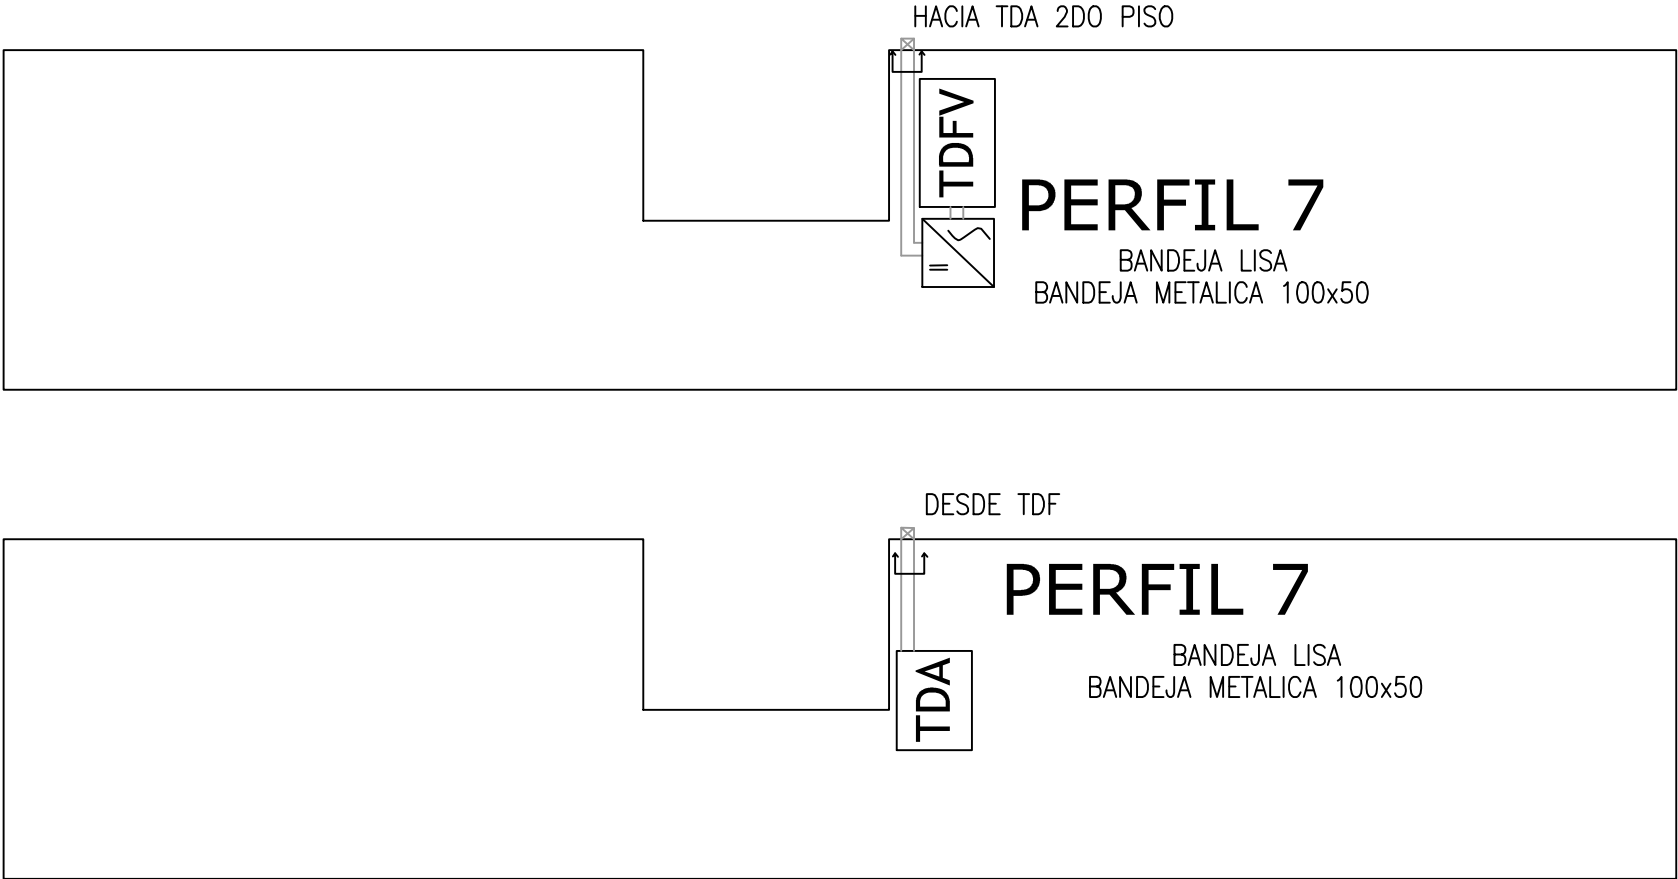 HACIA TDA 2DO PISO
TDFV
PERFIL 7
BANDEJA LISA
BANDEJA METALICA 100x50
DESDE TDF
PERFIL 7
BANDEJA LISA
BANDEJA METALICA 100x50
TDA